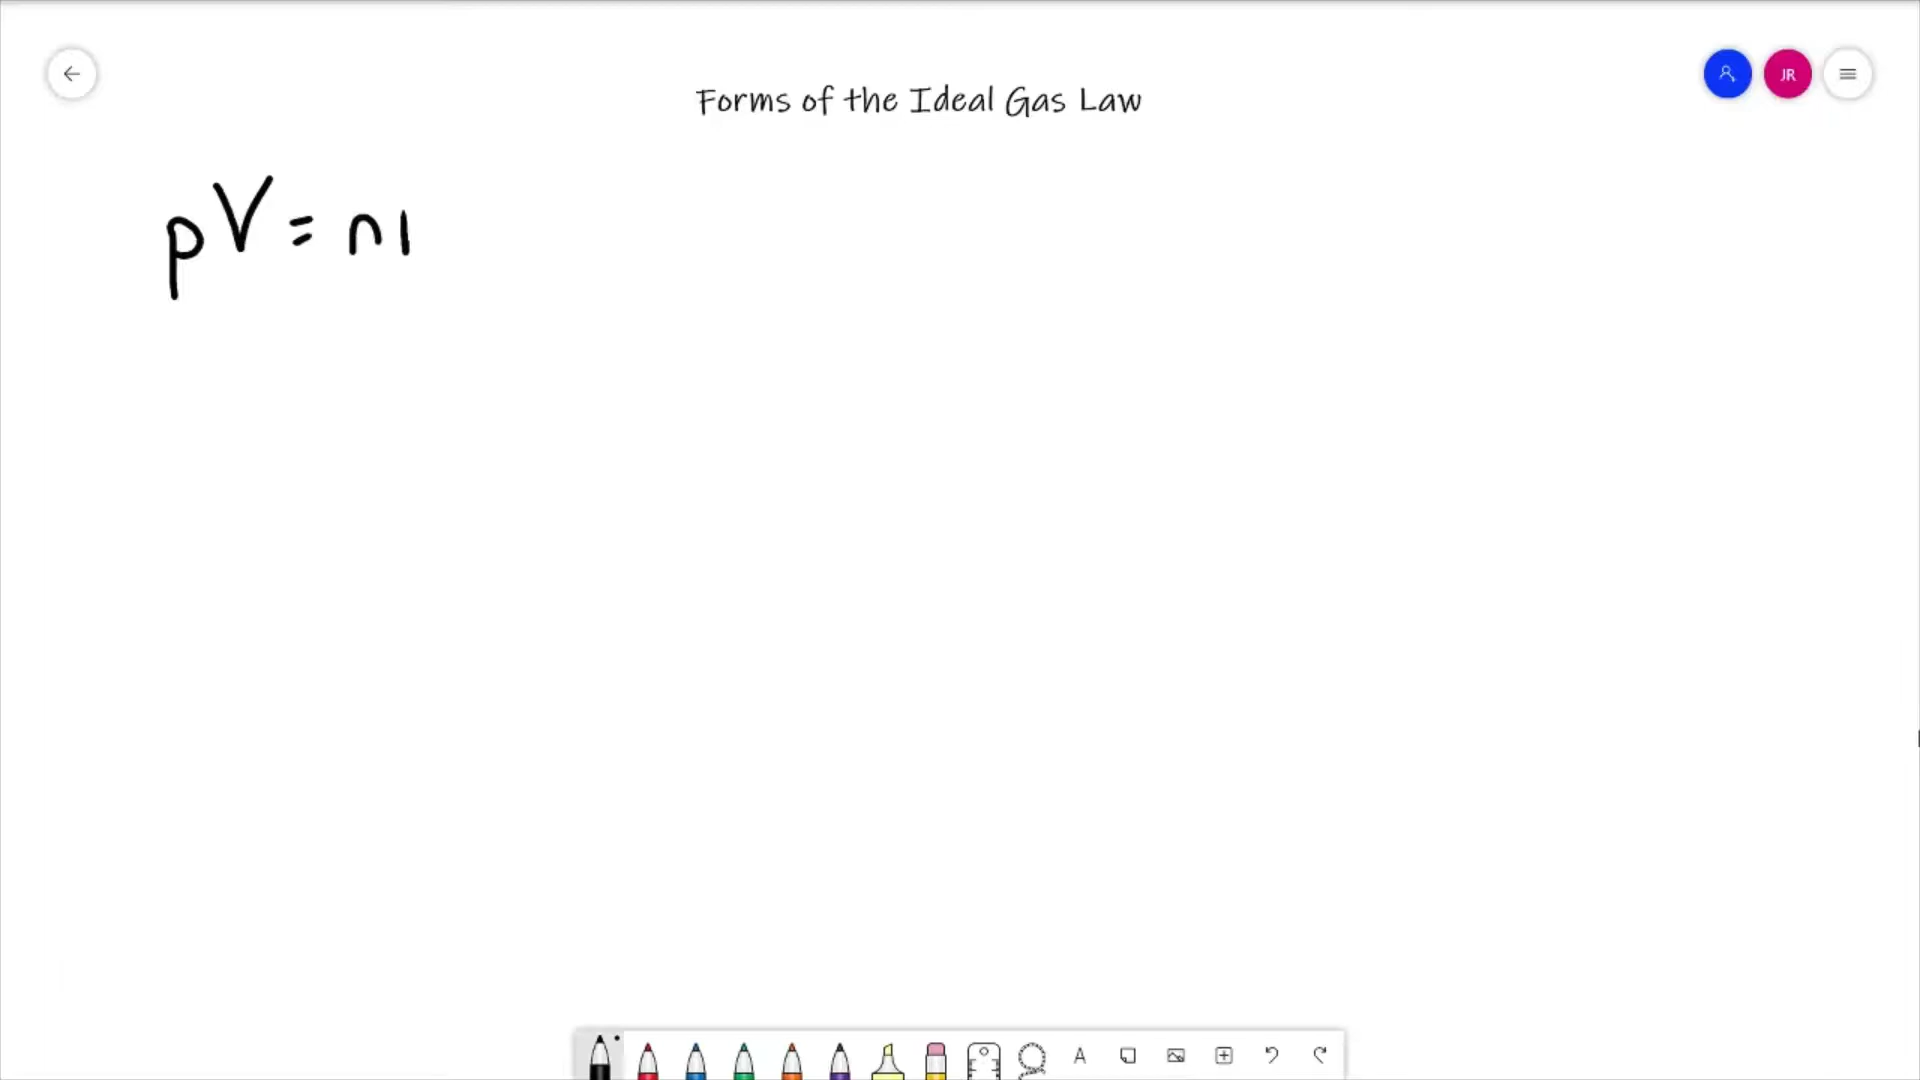 JR
Forms of the Ideal Gas Law
pV = n
A